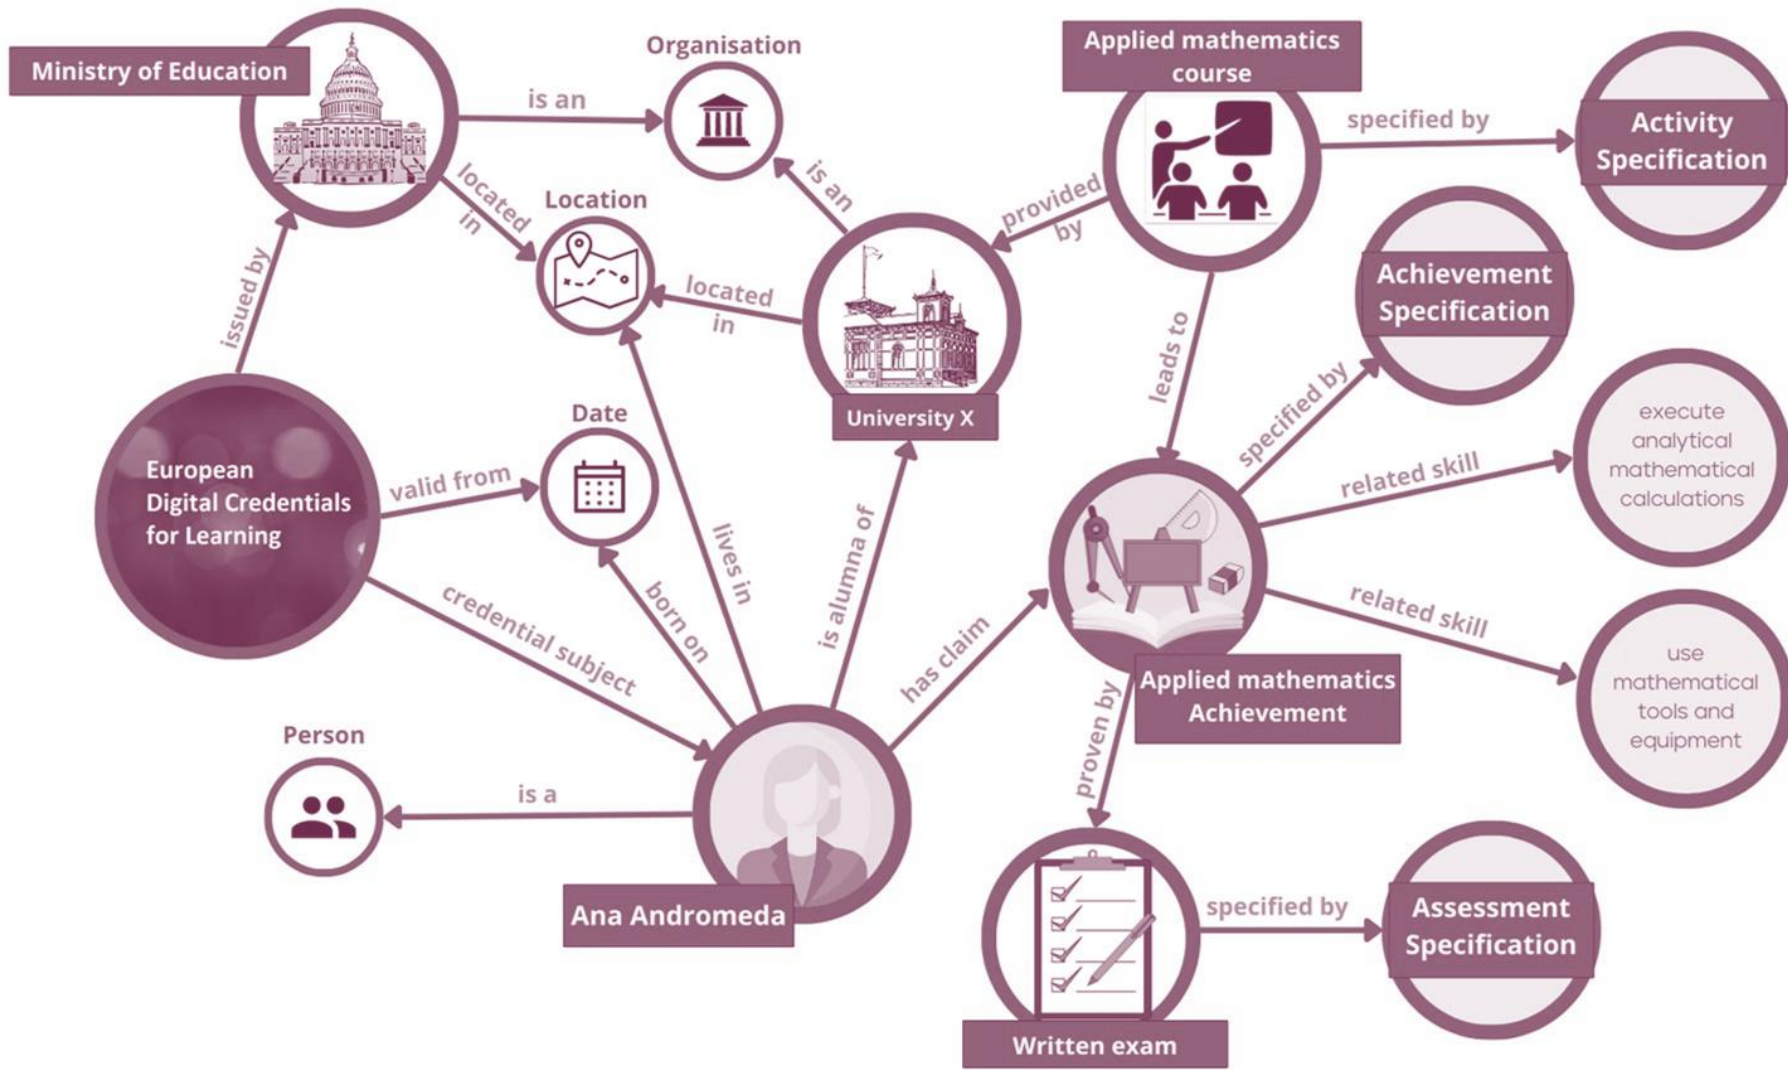 Ministry of Education
Organisation
Applied mathematics
course
is an
specified by
Activity
Specification
located
in
is an
Location
provided
by
Achievement
Specification
issued by
located
in
leads to
University X
Date
specified by
execute
analytical
mathematical
calculations
European
Digital Credentials
for Learning
valid from
related skill
lives in
is alumna of
born on
credential subject
has claim
related skill
use
mathematical
tools and
equipment
Applied mathematics
Achievement
Person
is a
proven by
Ana Andromeda
specified by
Assessment
Specification
Written exam